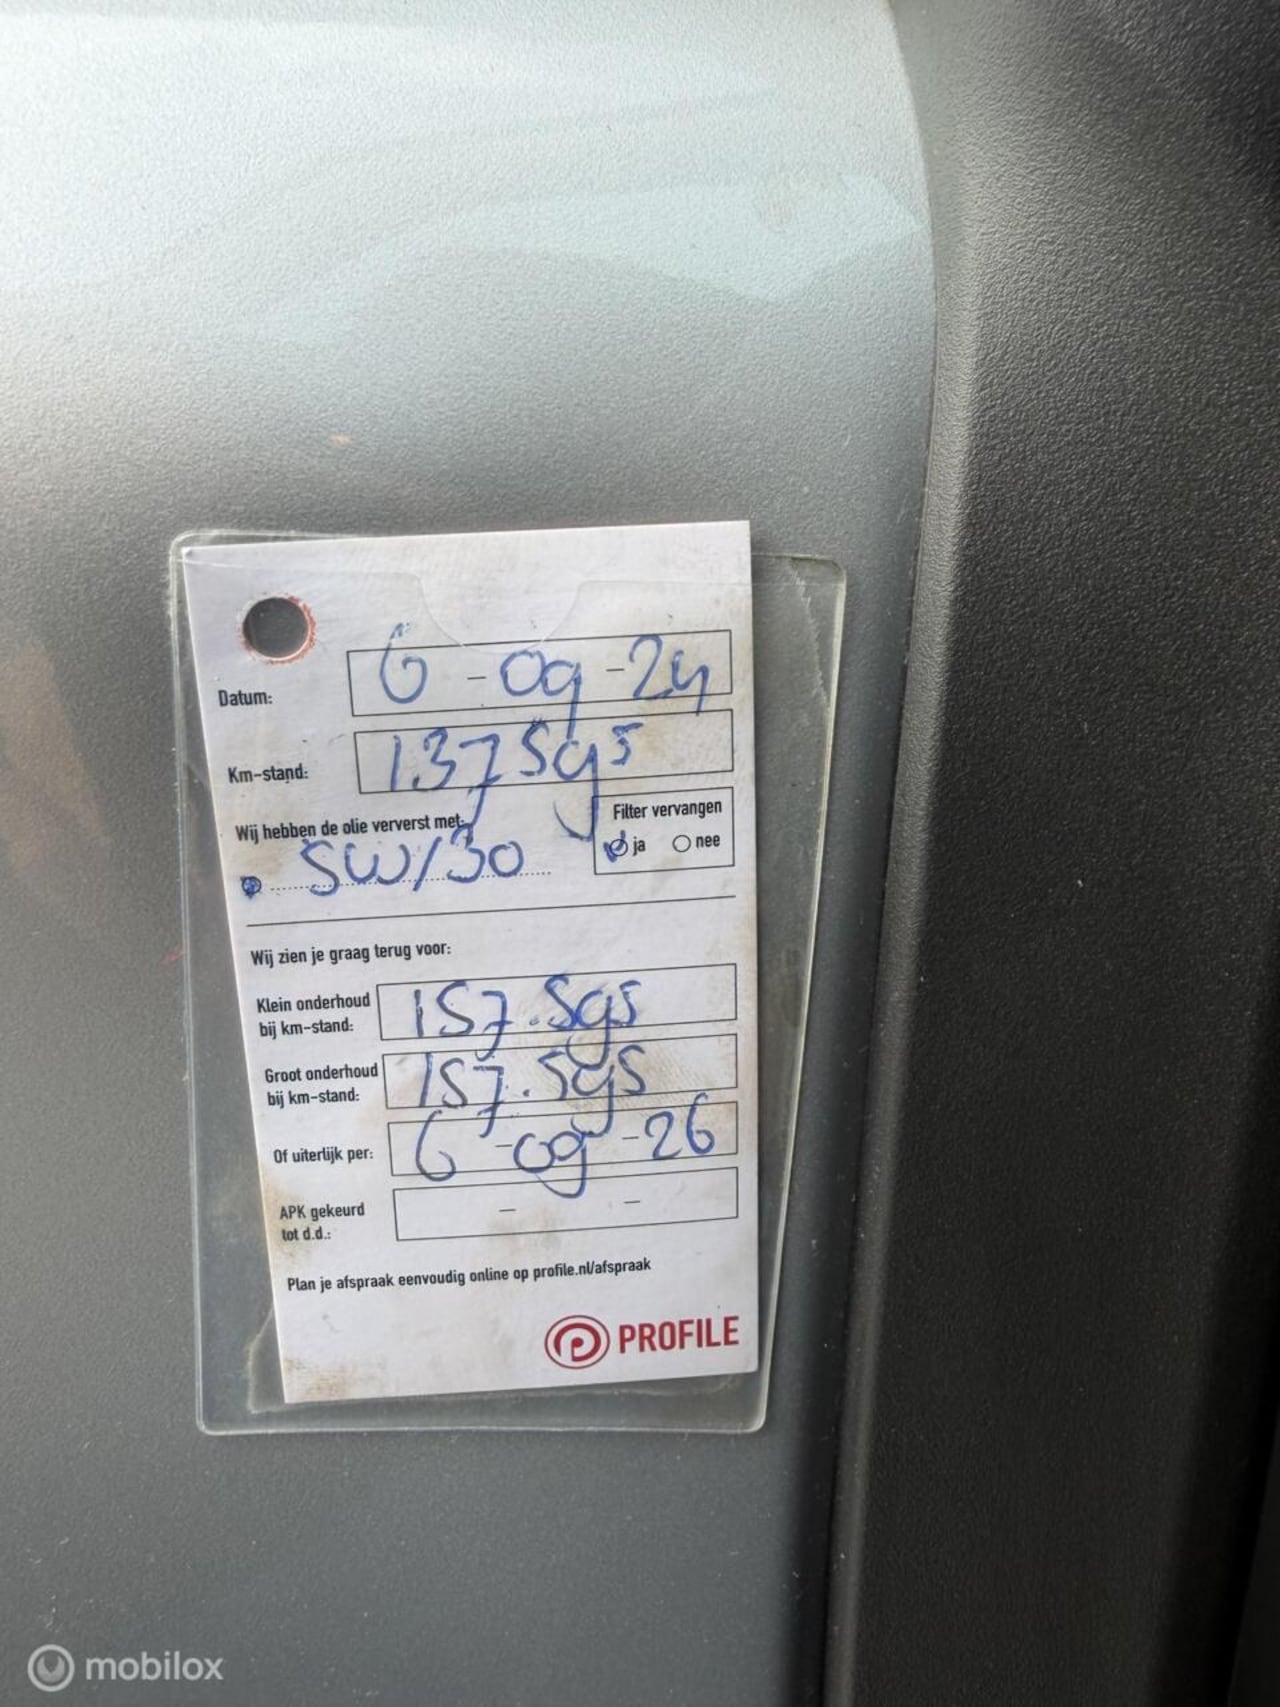 Datum: 6 - 09 - 24
Km-stand: 137595
Wij hebben de olie ververst met:
5W/30
Filter vervangen
ja nee
Wij zien je graag terug voor:
Klein onderhoud
bij km-stand: 157.595
Groot onderhoud
bij km-stand: 157.595
Of uiterlijk per: 6 - 09 - 26
APK gekeurd
tot d.d.: - -
Plan je afspraak eenvoudig online op profile.nl/afspraak
PROFILE
mobilox